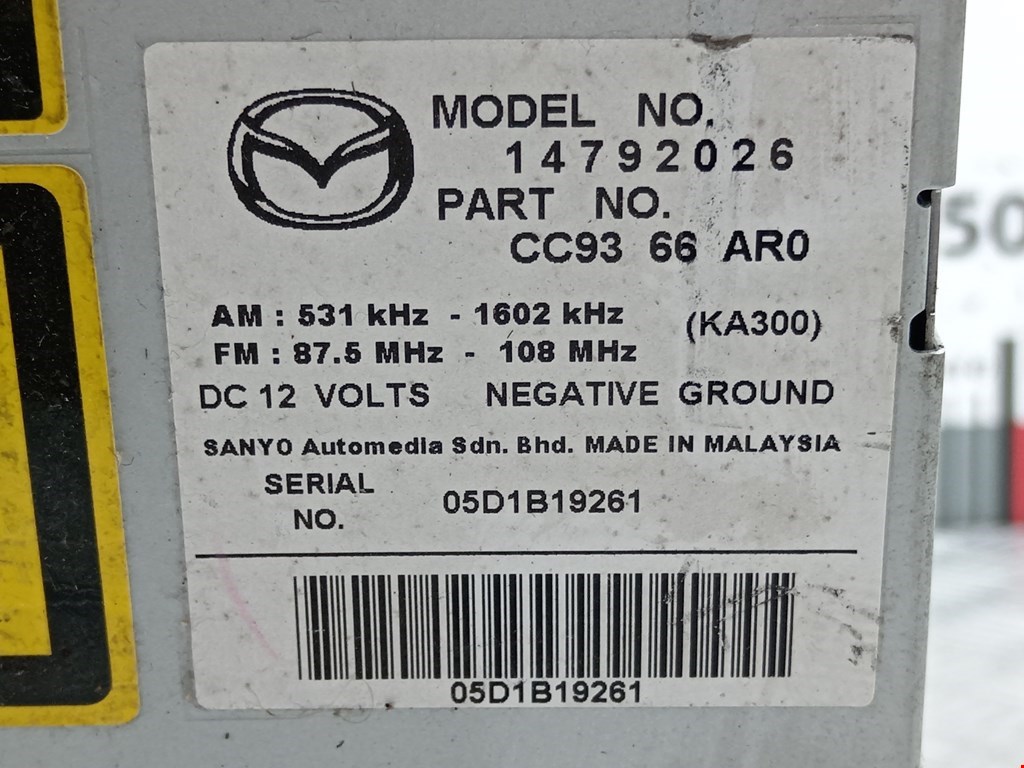 MODEL NO.
14792026
PART NO.
CC93 66 AR0
AM : 531 kHz - 1602 kHz (KA300)
FM : 87.5 MHz - 108 MHz
DC 12 VOLTS NEGATIVE GROUND
SANYO Automedia Sdn. Bhd. MADE IN MALAYSIA
SERIAL
NO.
05D1B19261
05D1B19261
50